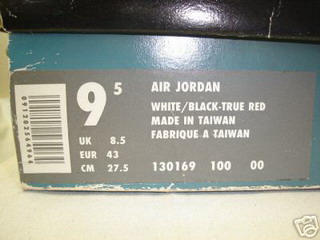 9 5
AIR JORDAN
WHITE/BLACK-TRUE RED
MADE IN TAIWAN
FABRIQUE A TAIWAN
UK 8.5
EUR 43
CM 27.5
130169 100 00
ebay